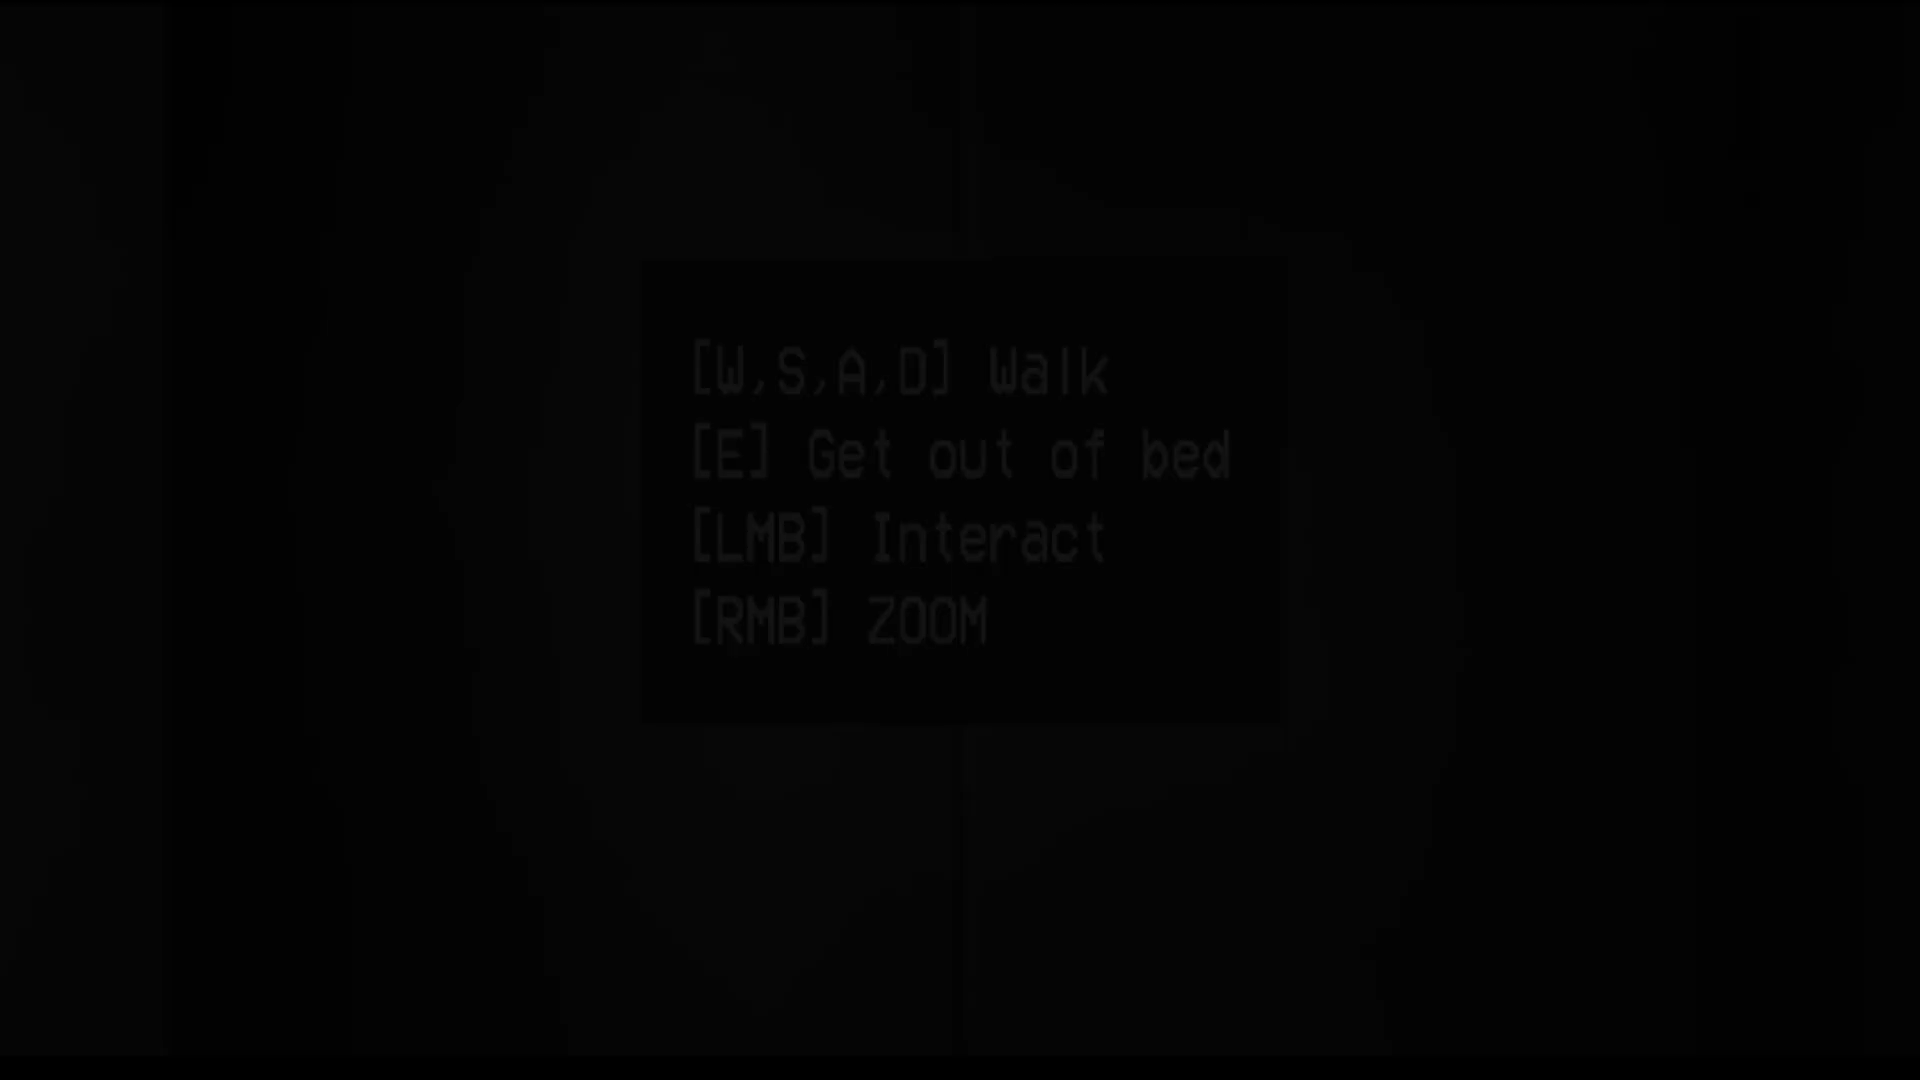 [W,S,A,D] Walk
[E] Get out of bed
[LMB] Interact
[RMB] ZOOM